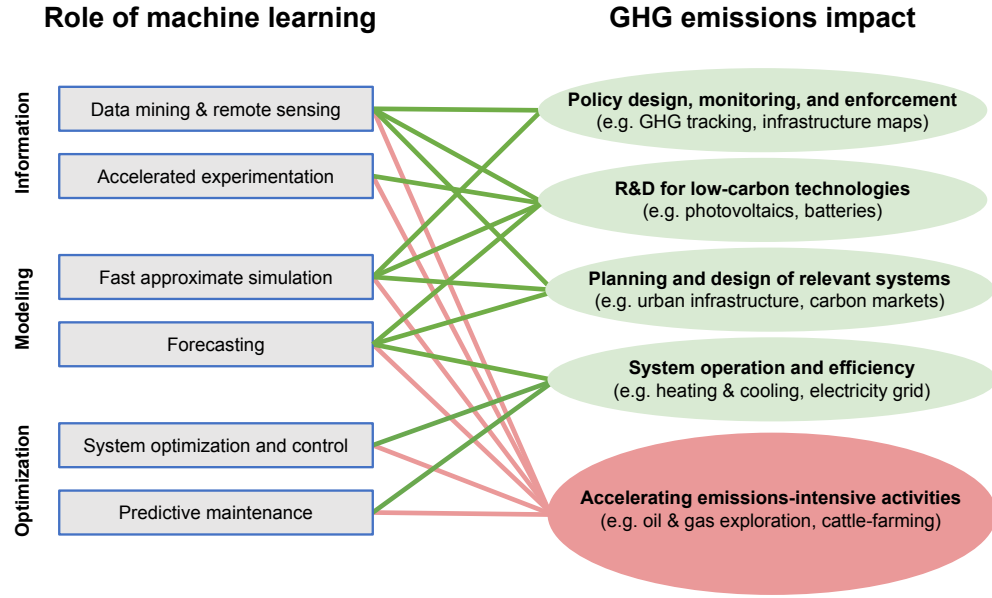 Role of machine learning
GHG emissions impact
Information
Data mining & remote sensing
Accelerated experimentation
Modeling
Fast approximate simulation
Forecasting
Optimization
System optimization and control
Predictive maintenance
Policy design, monitoring, and enforcement
(e.g. GHG tracking, infrastructure maps)
R&D for low-carbon technologies
(e.g. photovoltaics, batteries)
Planning and design of relevant systems
(e.g. urban infrastructure, carbon markets)
System operation and efficiency
(e.g. heating & cooling, electricity grid)
Accelerating emissions-intensive activities
(e.g. oil & gas exploration, cattle-farming)